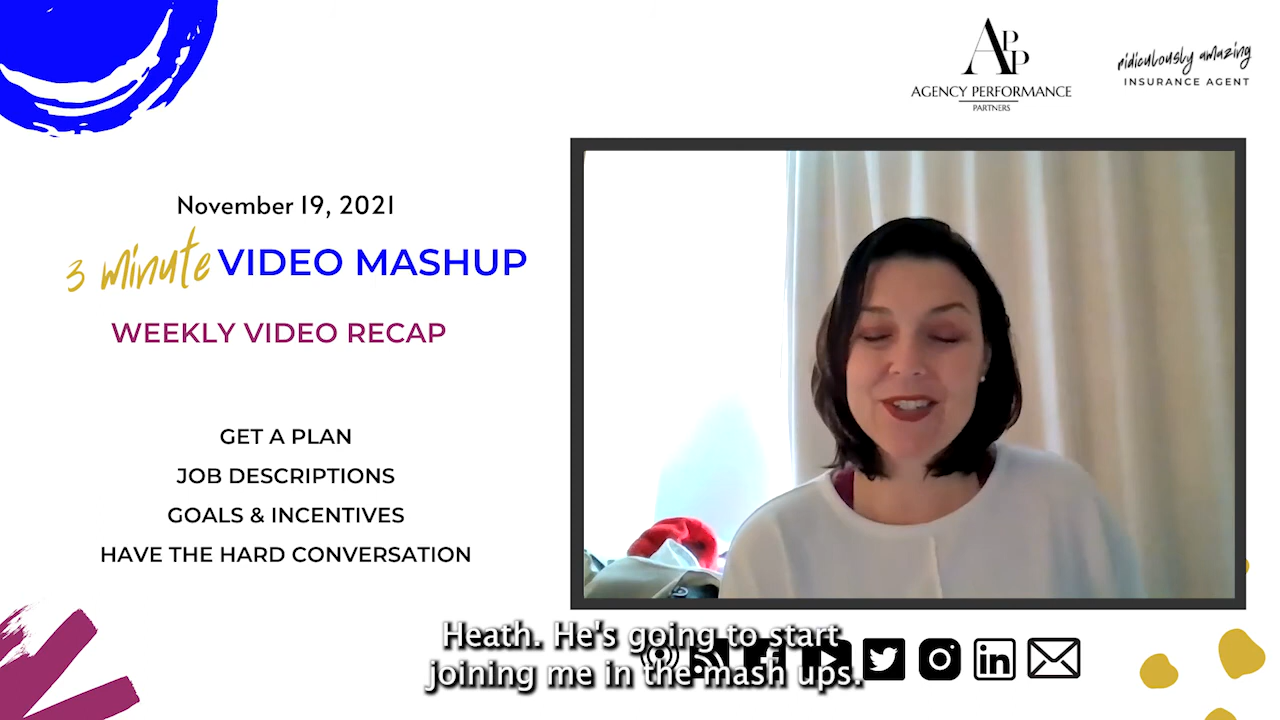 APP
AGENCY PERFORMANCE
PARTNERS
ridiculously amazing
INSURANCE AGENT
November 19, 2021
3 minute VIDEO MASHUP
WEEKLY VIDEO RECAP
GET A PLAN
JOB DESCRIPTIONS
GOALS & INCENTIVES
HAVE THE HARD CONVERSATION
Heath. He's going to start
joining me in the mash ups.